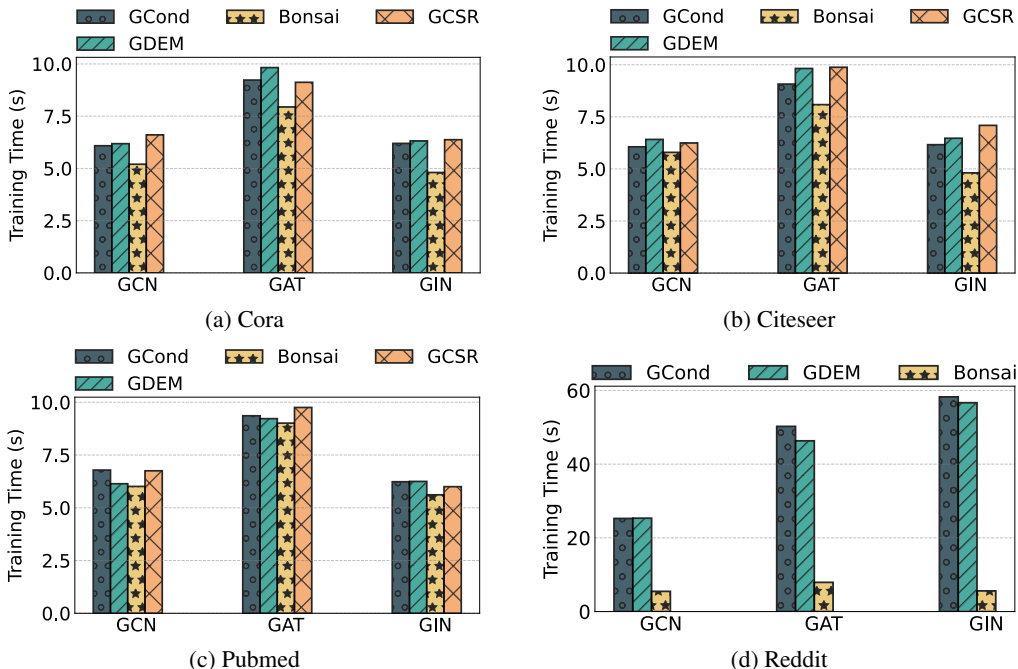 GCond Bonsai GCSR
GDEM
Training Time (s)
10.0
7.5
5.0
2.5
0.0
GCN GAT GIN
(a) Cora
GCond Bonsai GCSR
GDEM
Training Time (s)
10.0
7.5
5.0
2.5
0.0
GCN GAT GIN
(b) Citeseer
GCond Bonsai GCSR
GDEM
Training Time (s)
10.0
7.5
5.0
2.5
0.0
GCN GAT GIN
(c) Pubmed
GCond GDEM Bonsai
Training Time (s)
60
40
20
0
GCN GAT GIN
(d) Reddit